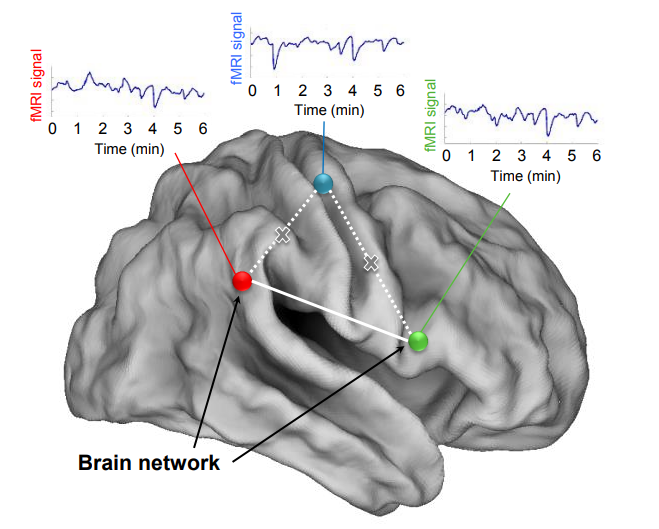 fMRI signal
0 1 2 3 4 5 6
Time (min)
fMRI signal
0 1 2 3 4 5 6
Time (min)
fMRI signal
0 1 2 3 4 5 6
Time (min)
Brain network